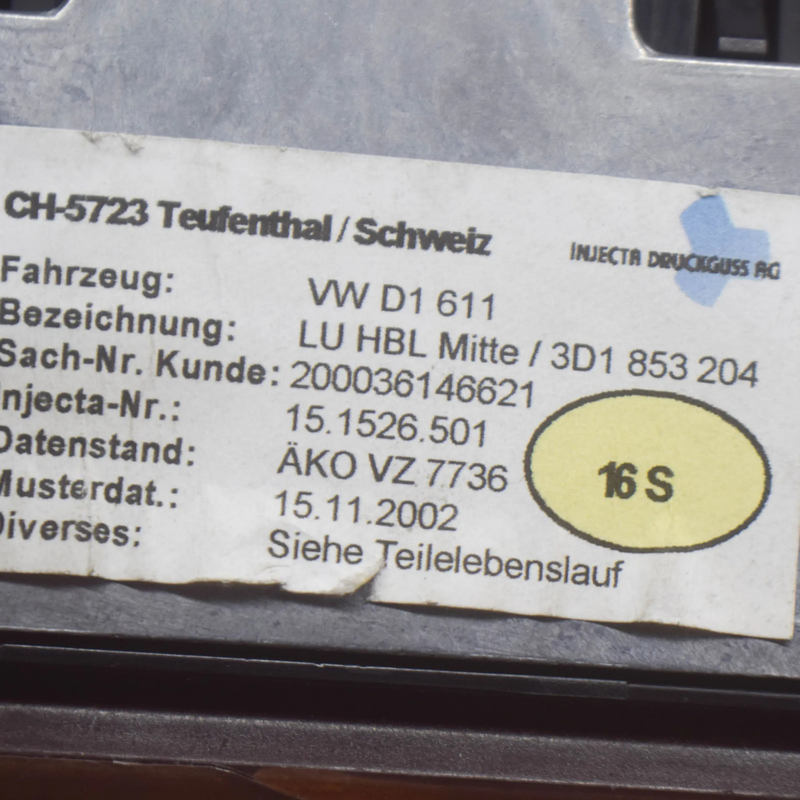 CH-5723 Teufenthal / Schweiz
INJECTA DRUCKGUSS AG
Fahrzeug: VW D1 611
Bezeichnung: LU HBL Mitte / 3D1 853 204
Sach-Nr. Kunde: 200036146621
Injecta-Nr.: 15.1526.501
Datenstand: ÄKO VZ 7736
Musterdat.: 15.11.2002
Diverses: Siehe Teilelebenslauf
16 S